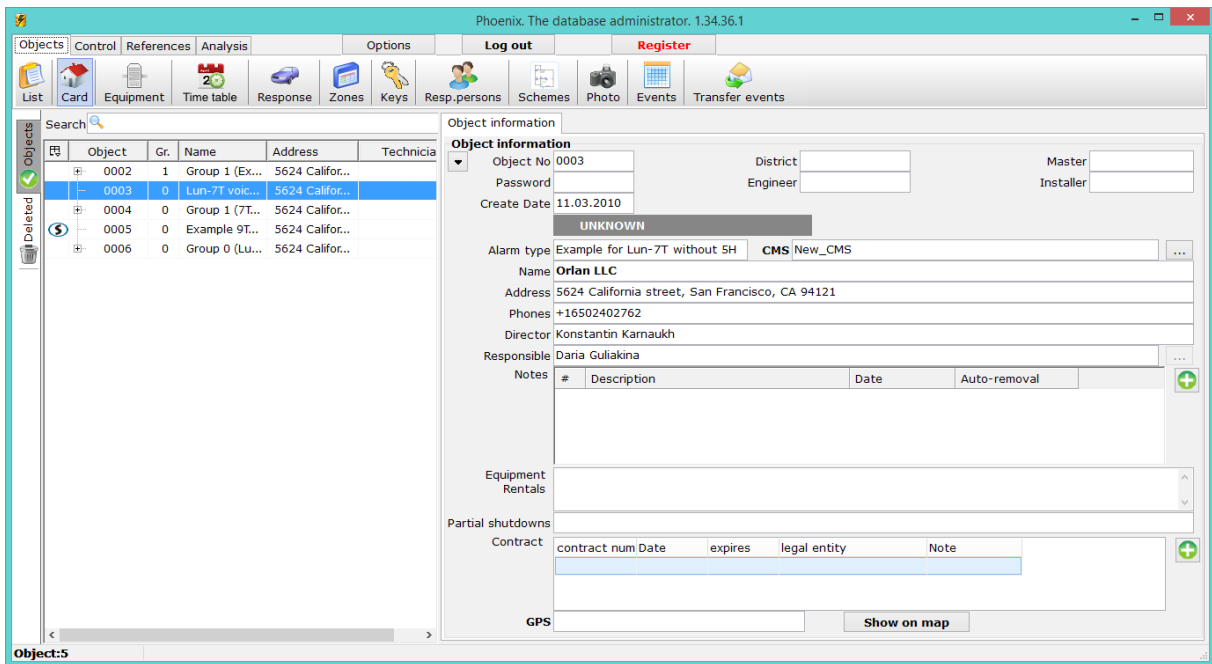 Phoenix. The database administrator. 1.34.36.1
Objects Control References Analysis Options Log out Register
List Card Equipment Time table Response Zones Keys Resp.persons Schemes Photo Events Transfer events
Objects
Deleted
Search
Object Gr. Name Address Technicia
0002 1 Group 1 (Ex... 5624 Califor...
0003 0 Lun-7T voic... 5624 Califor...
0004 0 Group 1 (7T... 5624 Califor...
0005 0 Example 9T... 5624 Califor...
0006 0 Group 0 (Lu... 5624 Califor...
Object information
Object information
Object No 0003 District Master
Password Engineer Installer
Create Date 11.03.2010
UNKNOWN
Alarm type Example for Lun-7T without 5H CMS New_CMS ...
Name Orlan LLC
Address 5624 California street, San Francisco, CA 94121
Phones +16502402762
Director Konstantin Karnaukh
Responsible Daria Guliakina ...
Notes # Description Date Auto-removal
Equipment
Rentals
Partial shutdowns
Contract contract num Date expires legal entity Note
GPS Show on map
Object:5